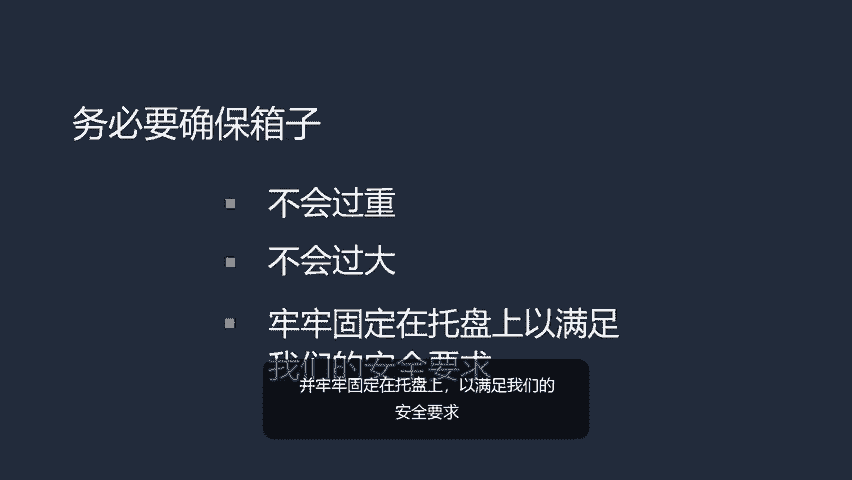 务必要确保箱子
不会过重
不会过大
牢牢固定在托盘上以满足
我们的安全要求
并牢牢固定在托盘上，以满足我们的
安全要求